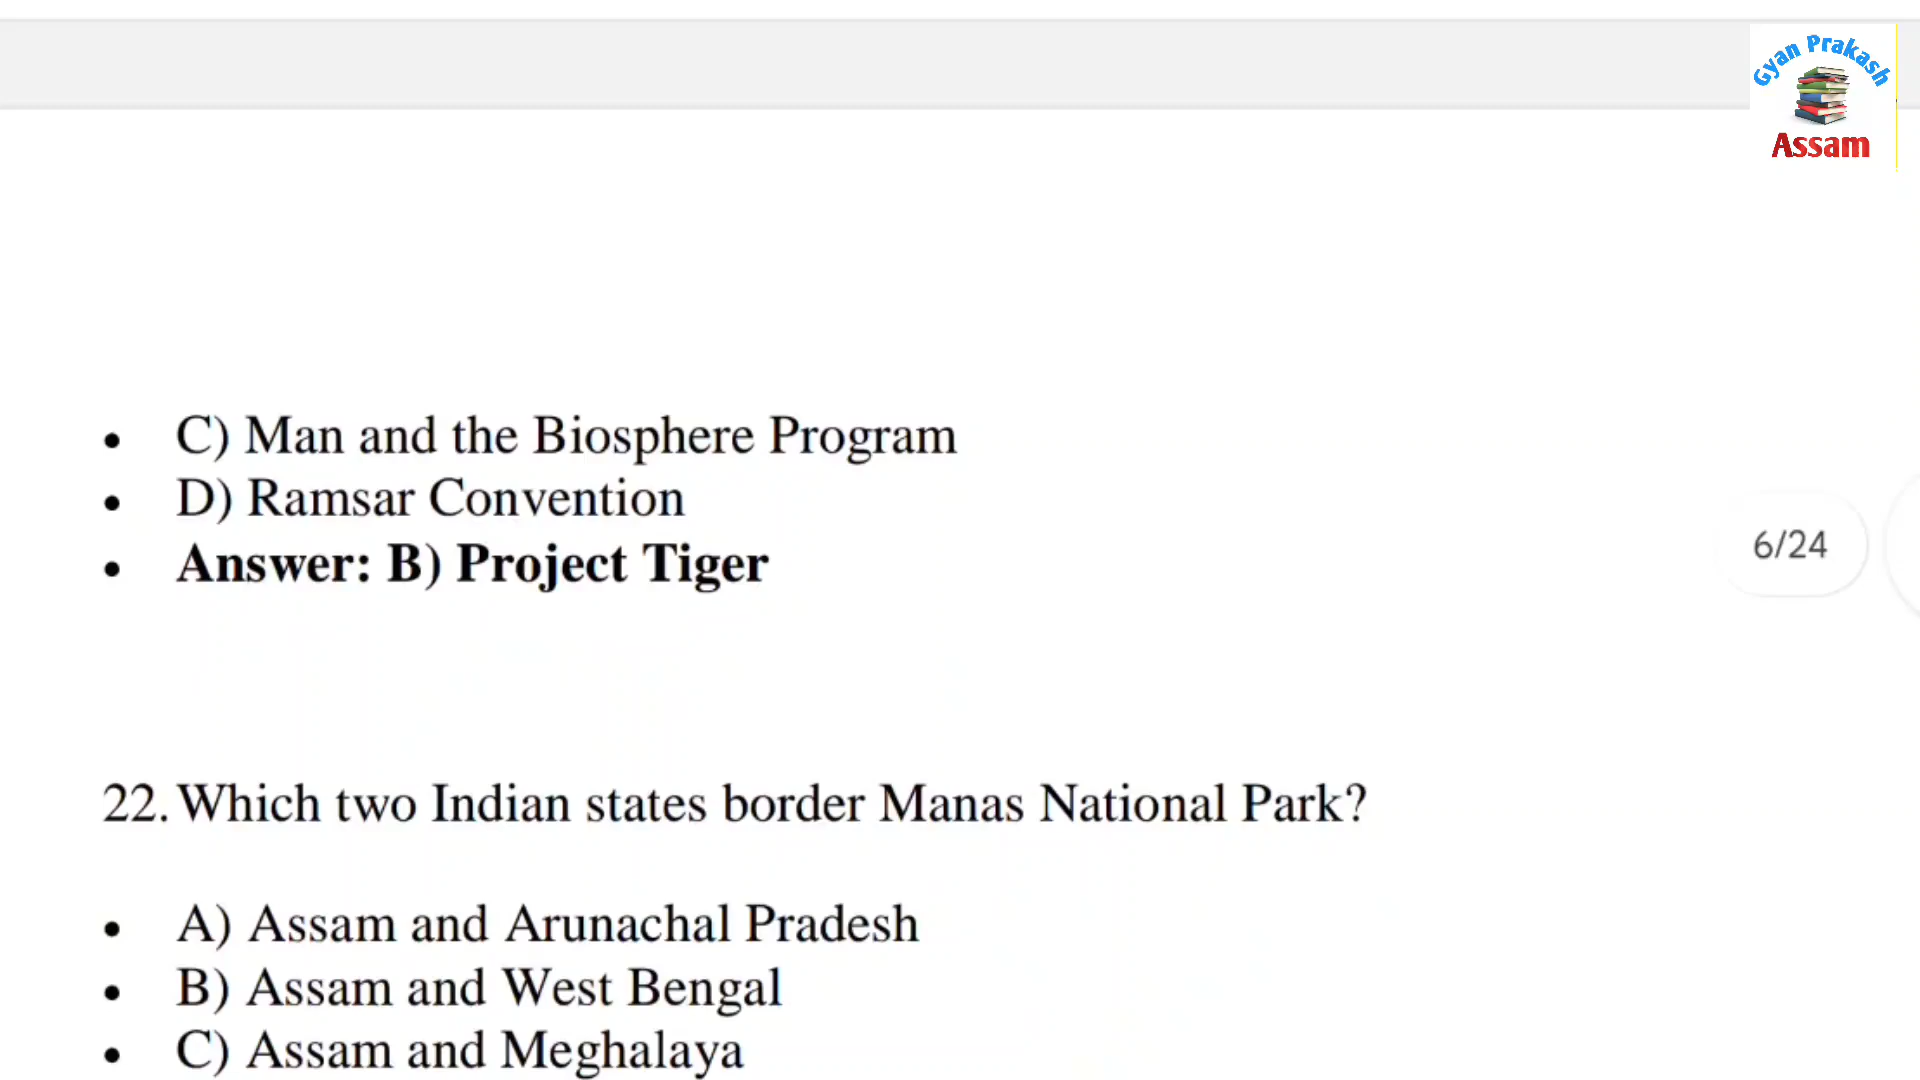 Gyan Prakash
Assam
• C) Man and the Biosphere Program
• D) Ramsar Convention
• Answer: B) Project Tiger
6/24
22. Which two Indian states border Manas National Park?
• A) Assam and Arunachal Pradesh
• B) Assam and West Bengal
• C) Assam and Meghalaya